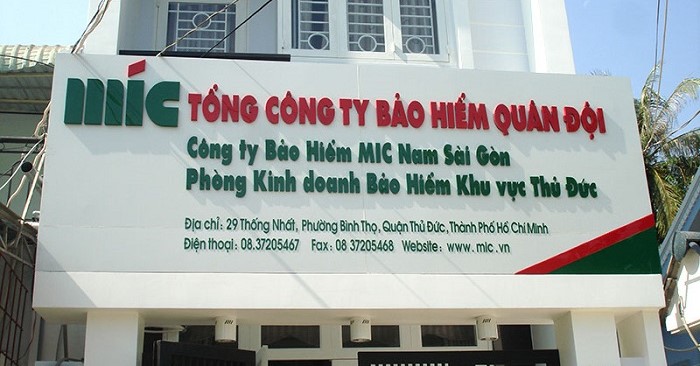 míc TỔNG CÔNG TY BẢO HIỂM QUÂN ĐỘI
Công ty Bảo Hiểm MIC Nam Sài Gòn
Phòng Kinh doanh Bảo Hiểm Khu vực Thủ Đức
Địa chỉ: 29 Thống Nhất, Phường Bình Thọ, Quận Thủ Đức, Thành Phố Hồ Chí Minh
Điện thoại: 08.37205467 Fax: 08 37205468 Website: www.mic.vn